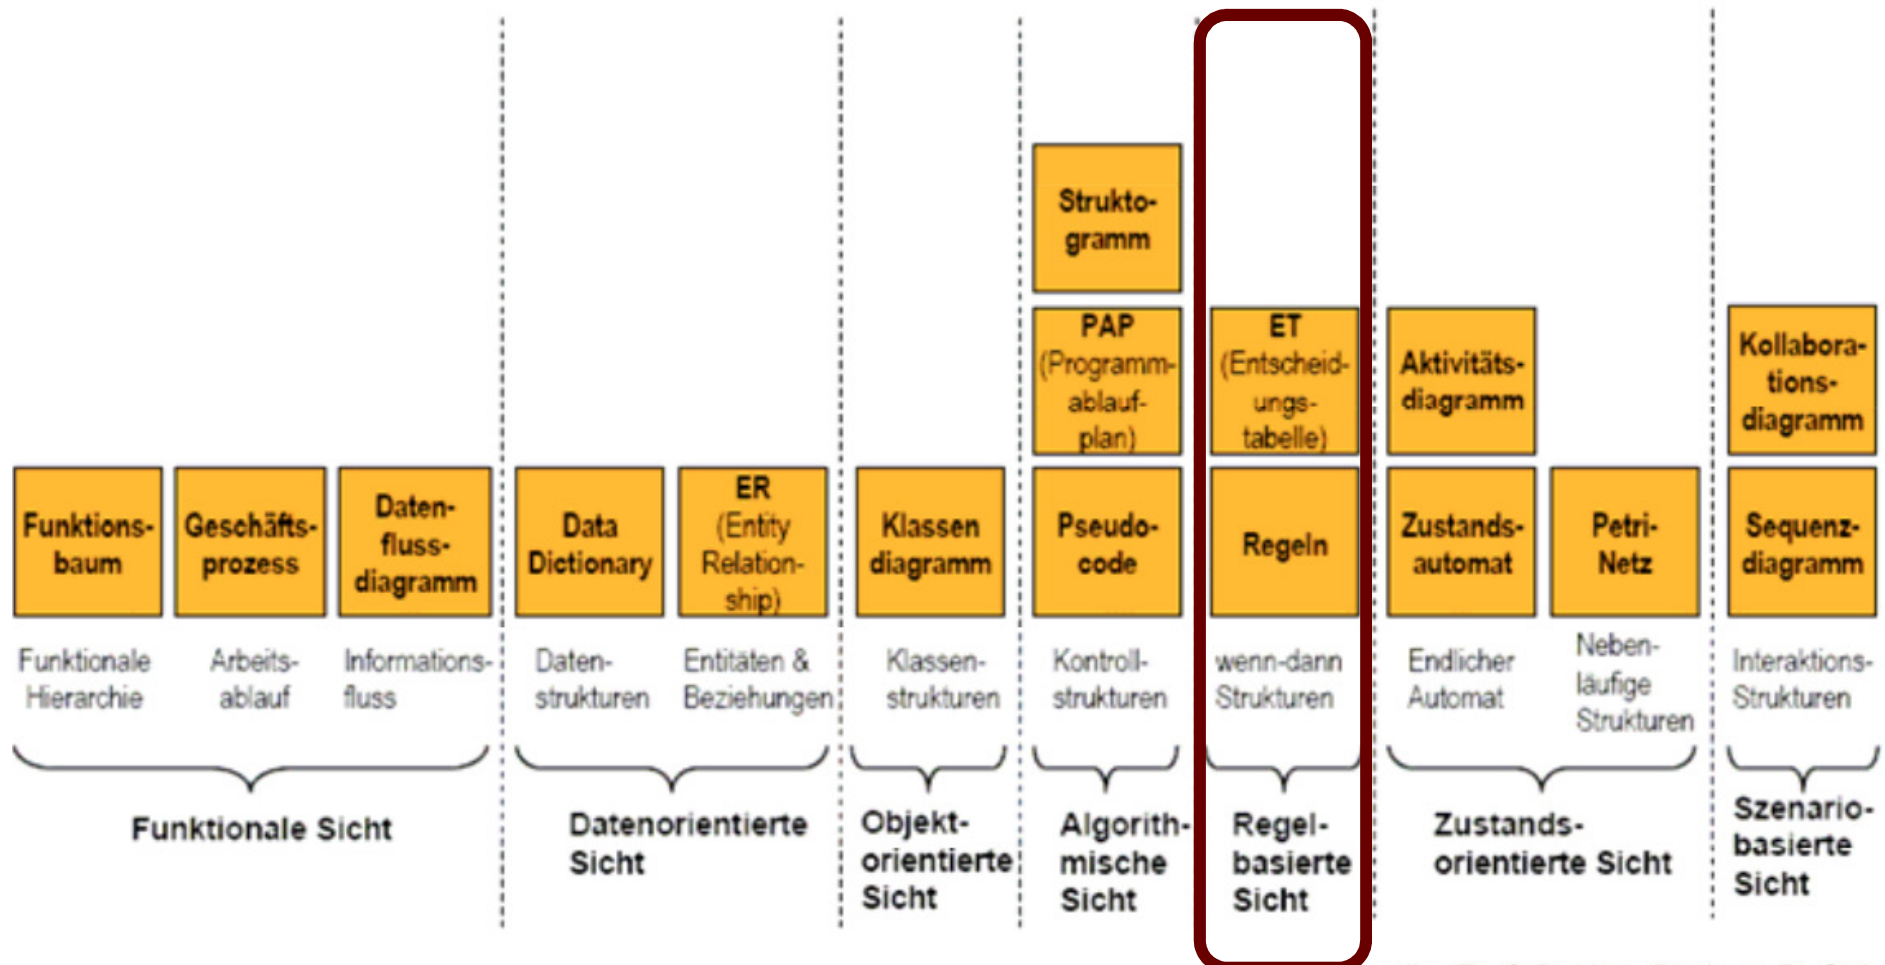 Strukto-
gramm
PAP
(Programm-
ablauf-
plan)
ET
(Entscheid-
ungs-
tabelle)
Aktivitäts-
diagramm
Kollabora-
tions-
diagramm
Funktions-
baum
Geschäfts-
prozess
Daten-
fluss-
diagramm
Data
Dictionary
ER
(Entity
Relation-
ship)
Klassen
diagramm
Pseudo-
code
Regeln
Zustands-
automat
Petri-
Netz
Sequenz-
diagramm
Funktionale
Hierarchie
Arbeits-
ablauf
Informations-
fluss
Daten-
strukturen
Entitäten &
Beziehungen
Klassen-
strukturen
Kontroll-
strukturen
wenn-dann
Strukturen
Endlicher
Automat
Neben-
läufige
Strukturen
Interaktions-
Strukturen
Funktionale Sicht
Datenorientierte
Sicht
Objekt-
orientierte
Sicht
Algorith-
mische
Sicht
Regel-
basierte
Sicht
Zustands-
orientierte Sicht
Szenario-
basierte
Sicht